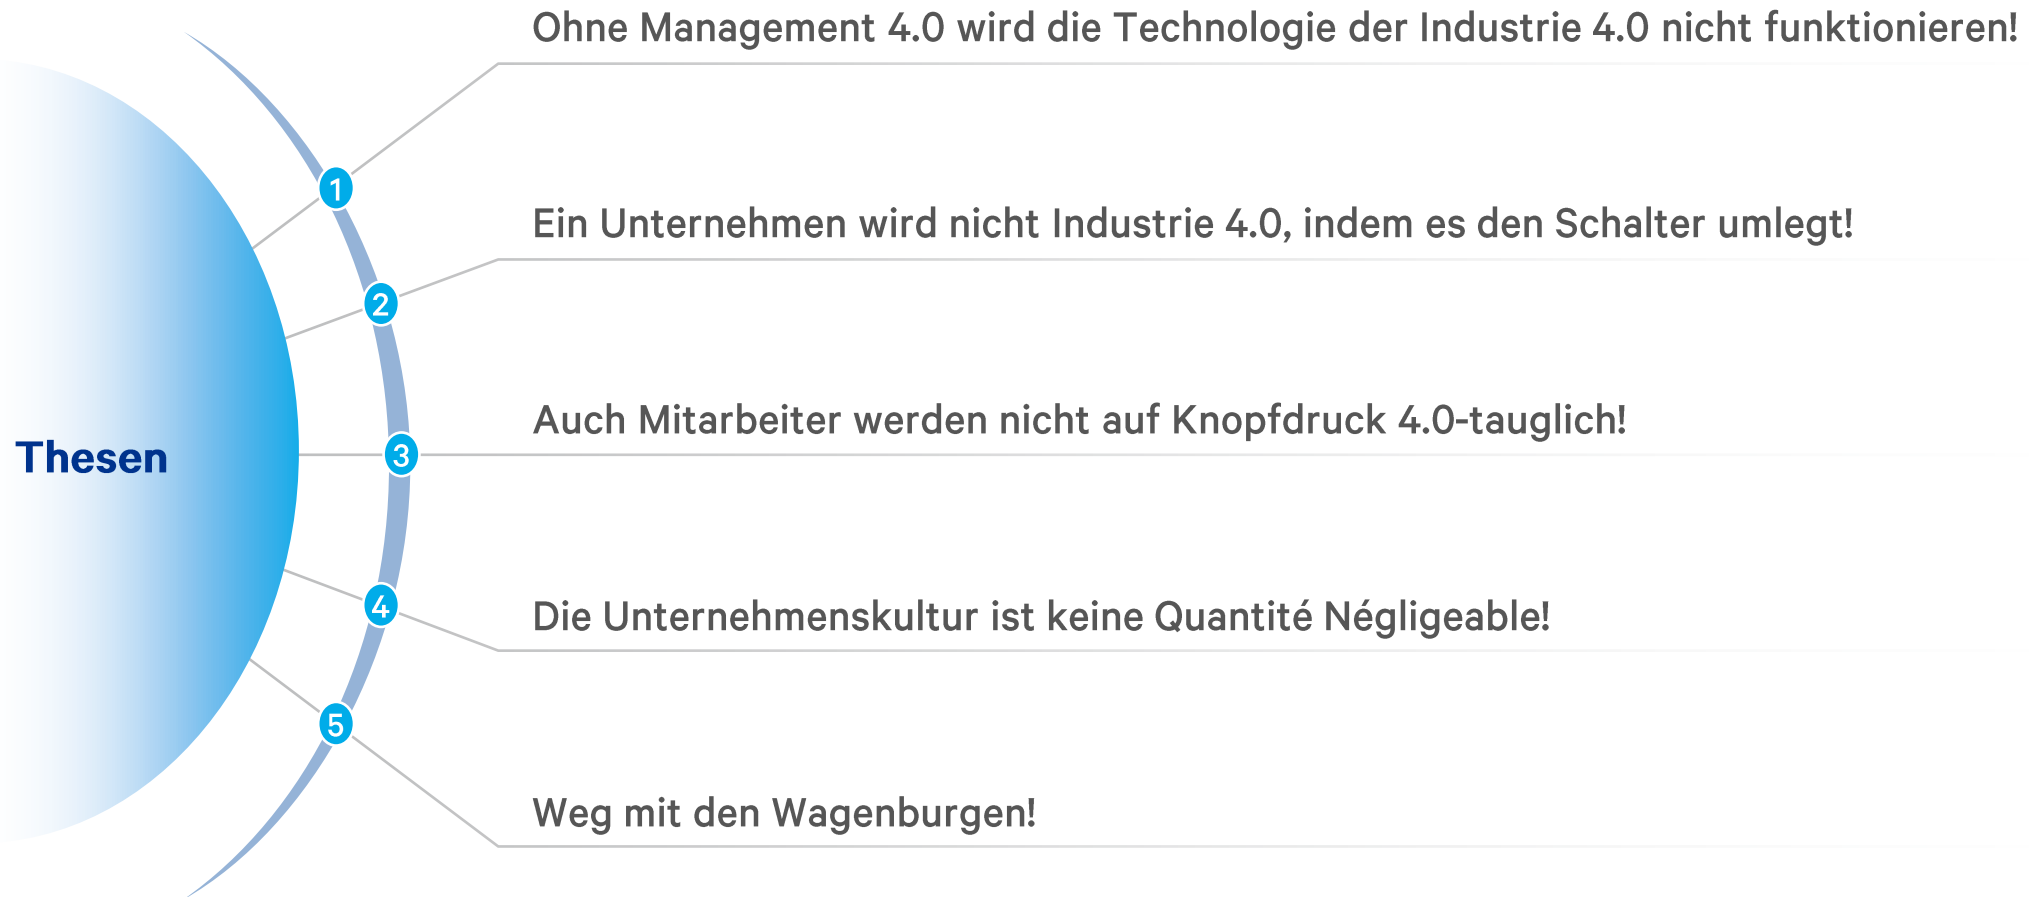 Thesen
1
Ohne Management 4.0 wird die Technologie der Industrie 4.0 nicht funktionieren!
2
Ein Unternehmen wird nicht Industrie 4.0, indem es den Schalter umlegt!
3
Auch Mitarbeiter werden nicht auf Knopfdruck 4.0-tauglich!
4
Die Unternehmenskultur ist keine Quantité Négligeable!
5
Weg mit den Wagenburgen!